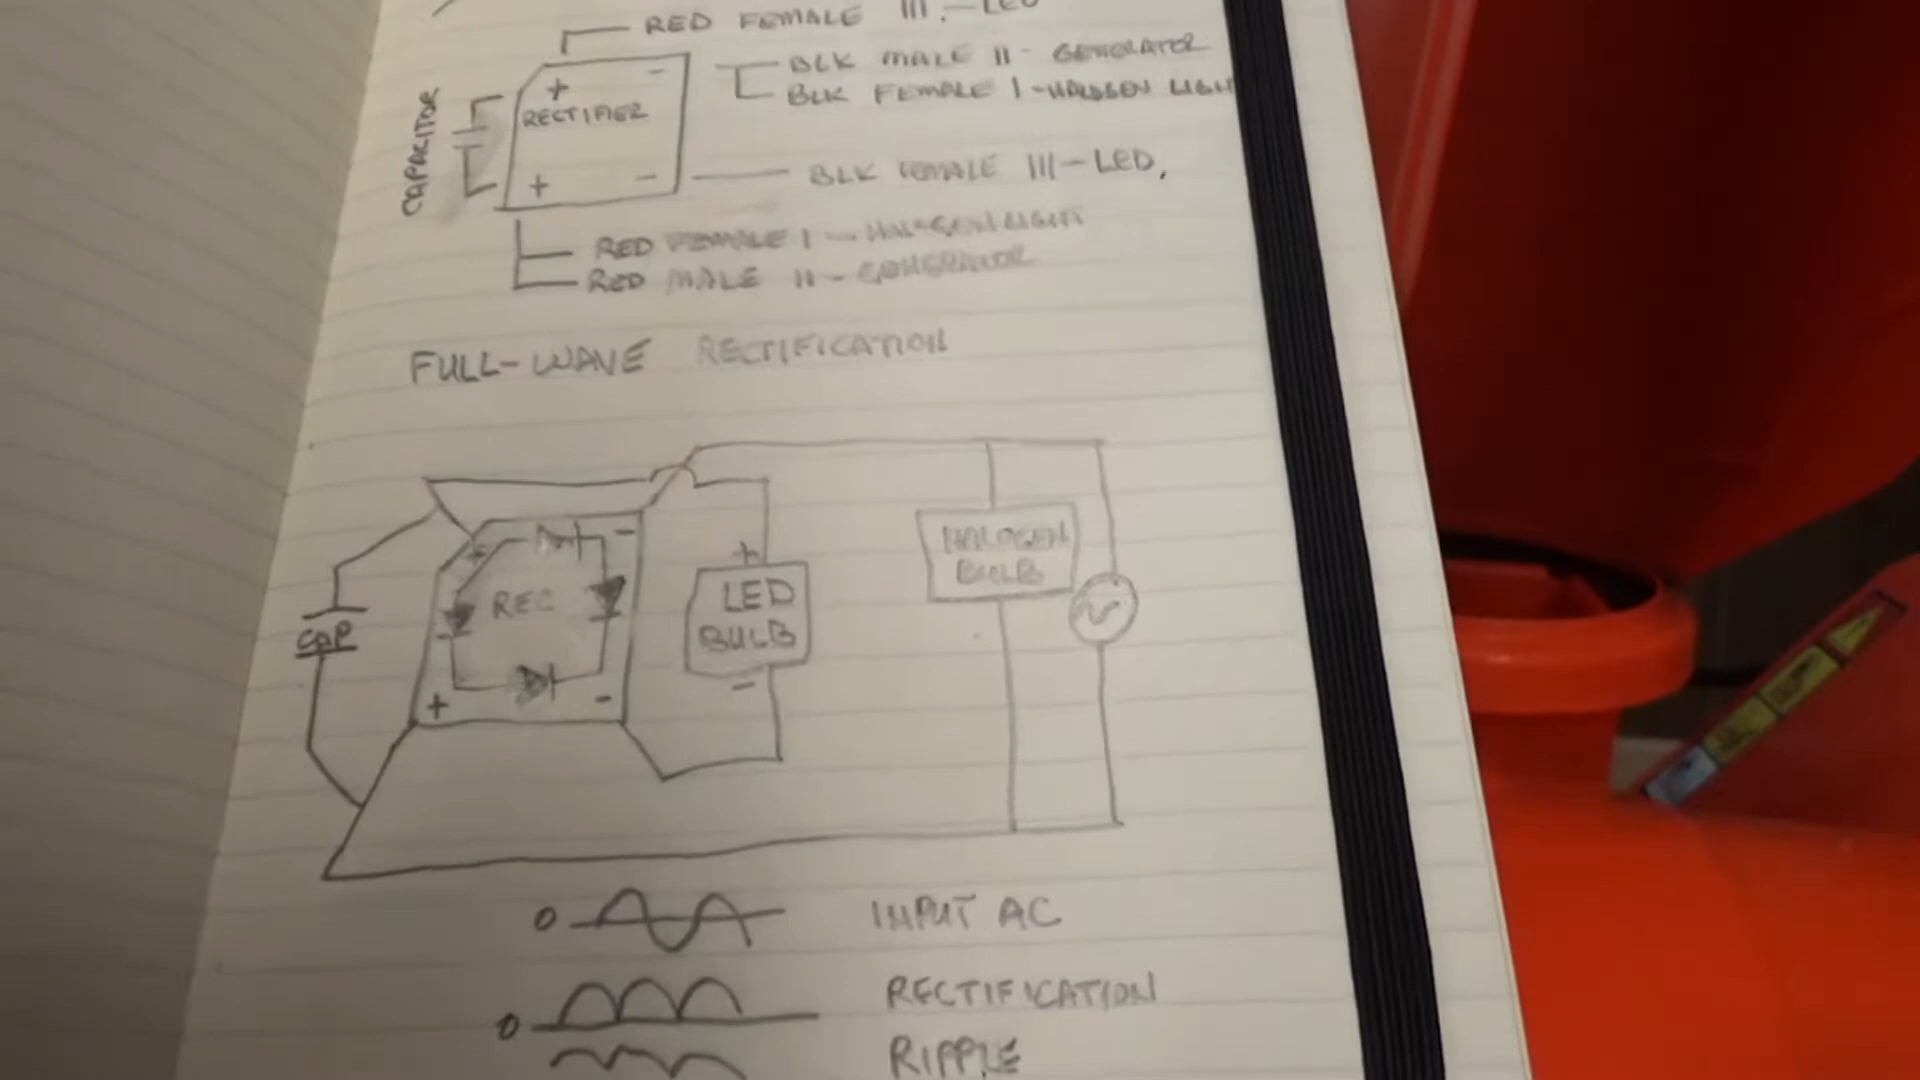 RED FEMALE III - LED
+ -
BLK MALE II - GENERATOR
BLK FEMALE I - HALOGEN LIGH
CAPACITOR
RECTIFIER
+ -
BLK FEMALE III - LED.
RED FEMALE I - HALOGEN LIGHT
RED MALE II - GENERATOR
FULL-WAVE RECTIFICATION
+ -
REC
+ -
CAP
+
LED
BULB
-
HALOGEN
BULB
0 INPUT AC
0 RECTIFICATION
RIPPLE